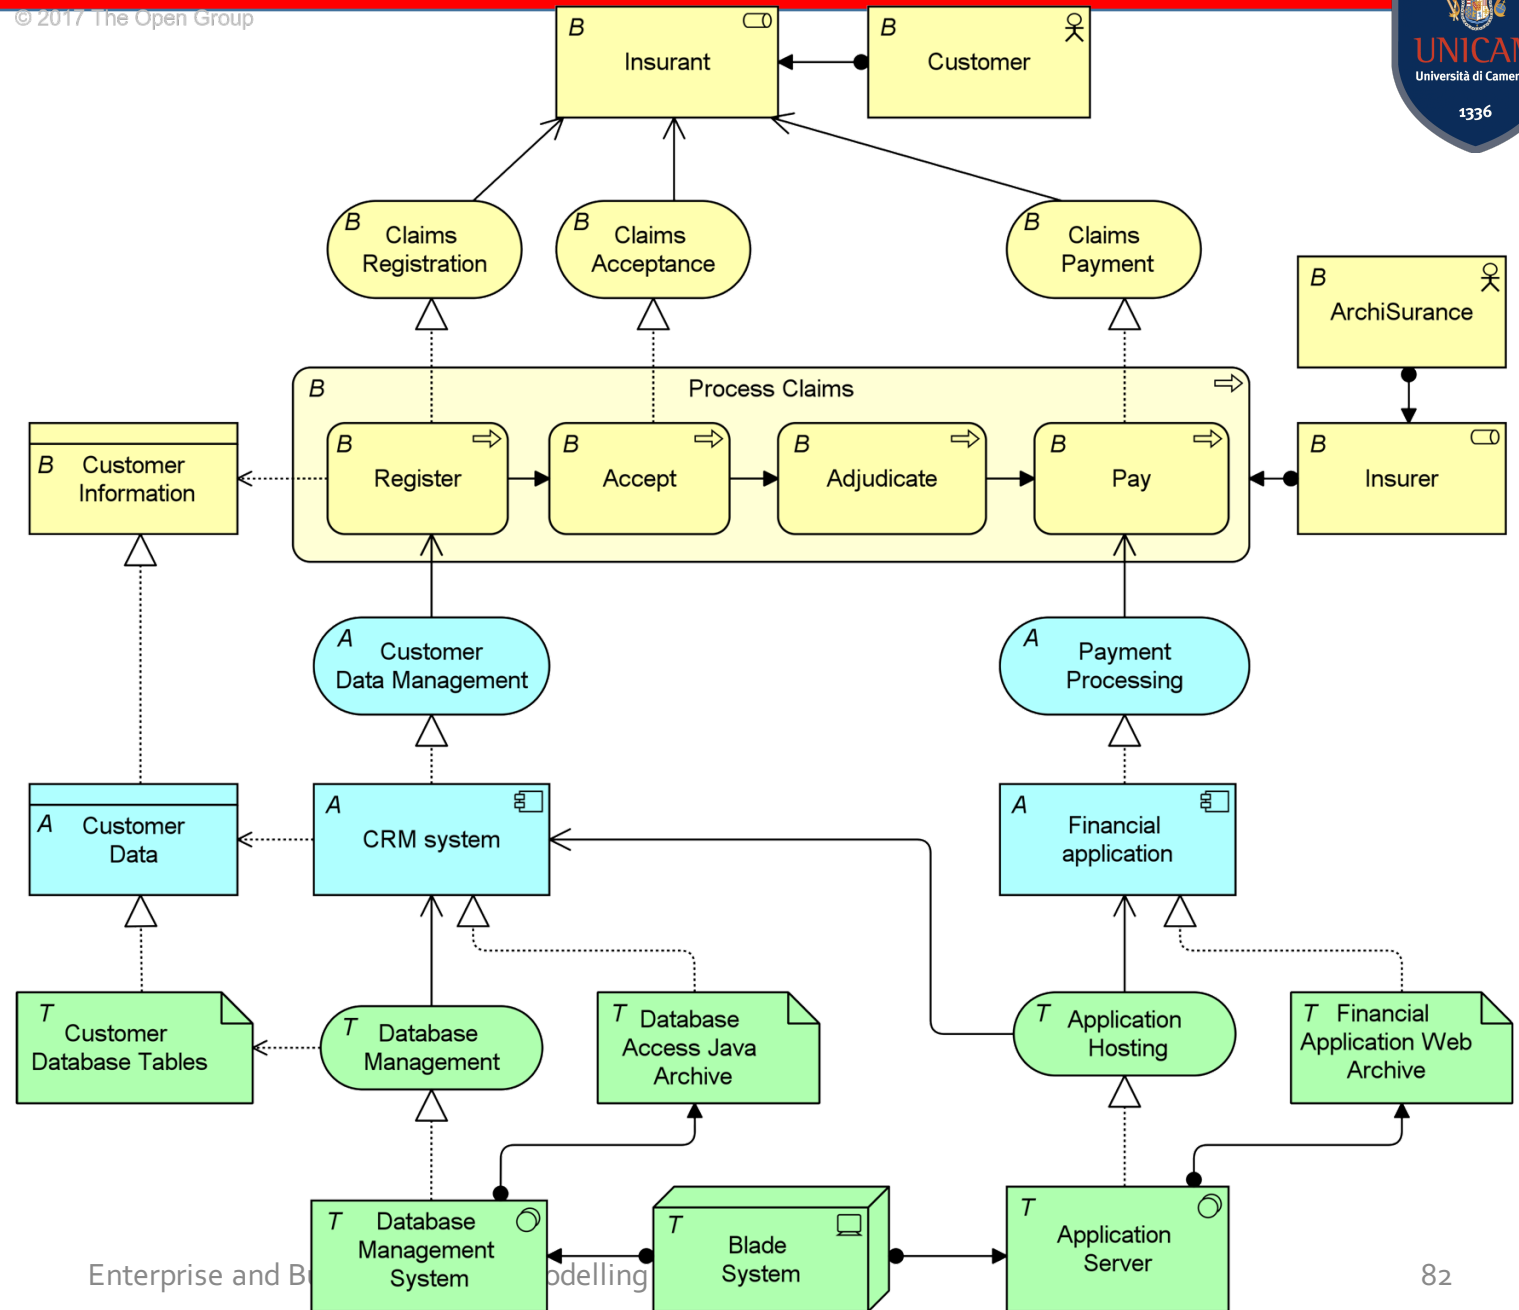 © 2017 The Open Group
B
Insurant
B
Customer
Università di Camer
1336
B
Claims
Registration
B
Claims
Acceptance
B
Claims
Payment
B
ArchiSurance
B
Process Claims
B
Customer
Information
B
Register
B
Accept
B
Adjudicate
B
Pay
B
Insurer
A
Customer
Data Management
A
Payment
Processing
A
Customer
Data
A
CRM system
A
Financial
application
T
Customer
Database Tables
T
Database
Management
T Database
Access Java
Archive
T
Application
Hosting
T Financial
Application Web
Archive
T Database
Management
System
T
Blade
System
T
Application
Server
Enterprise and Bu
odelling
82